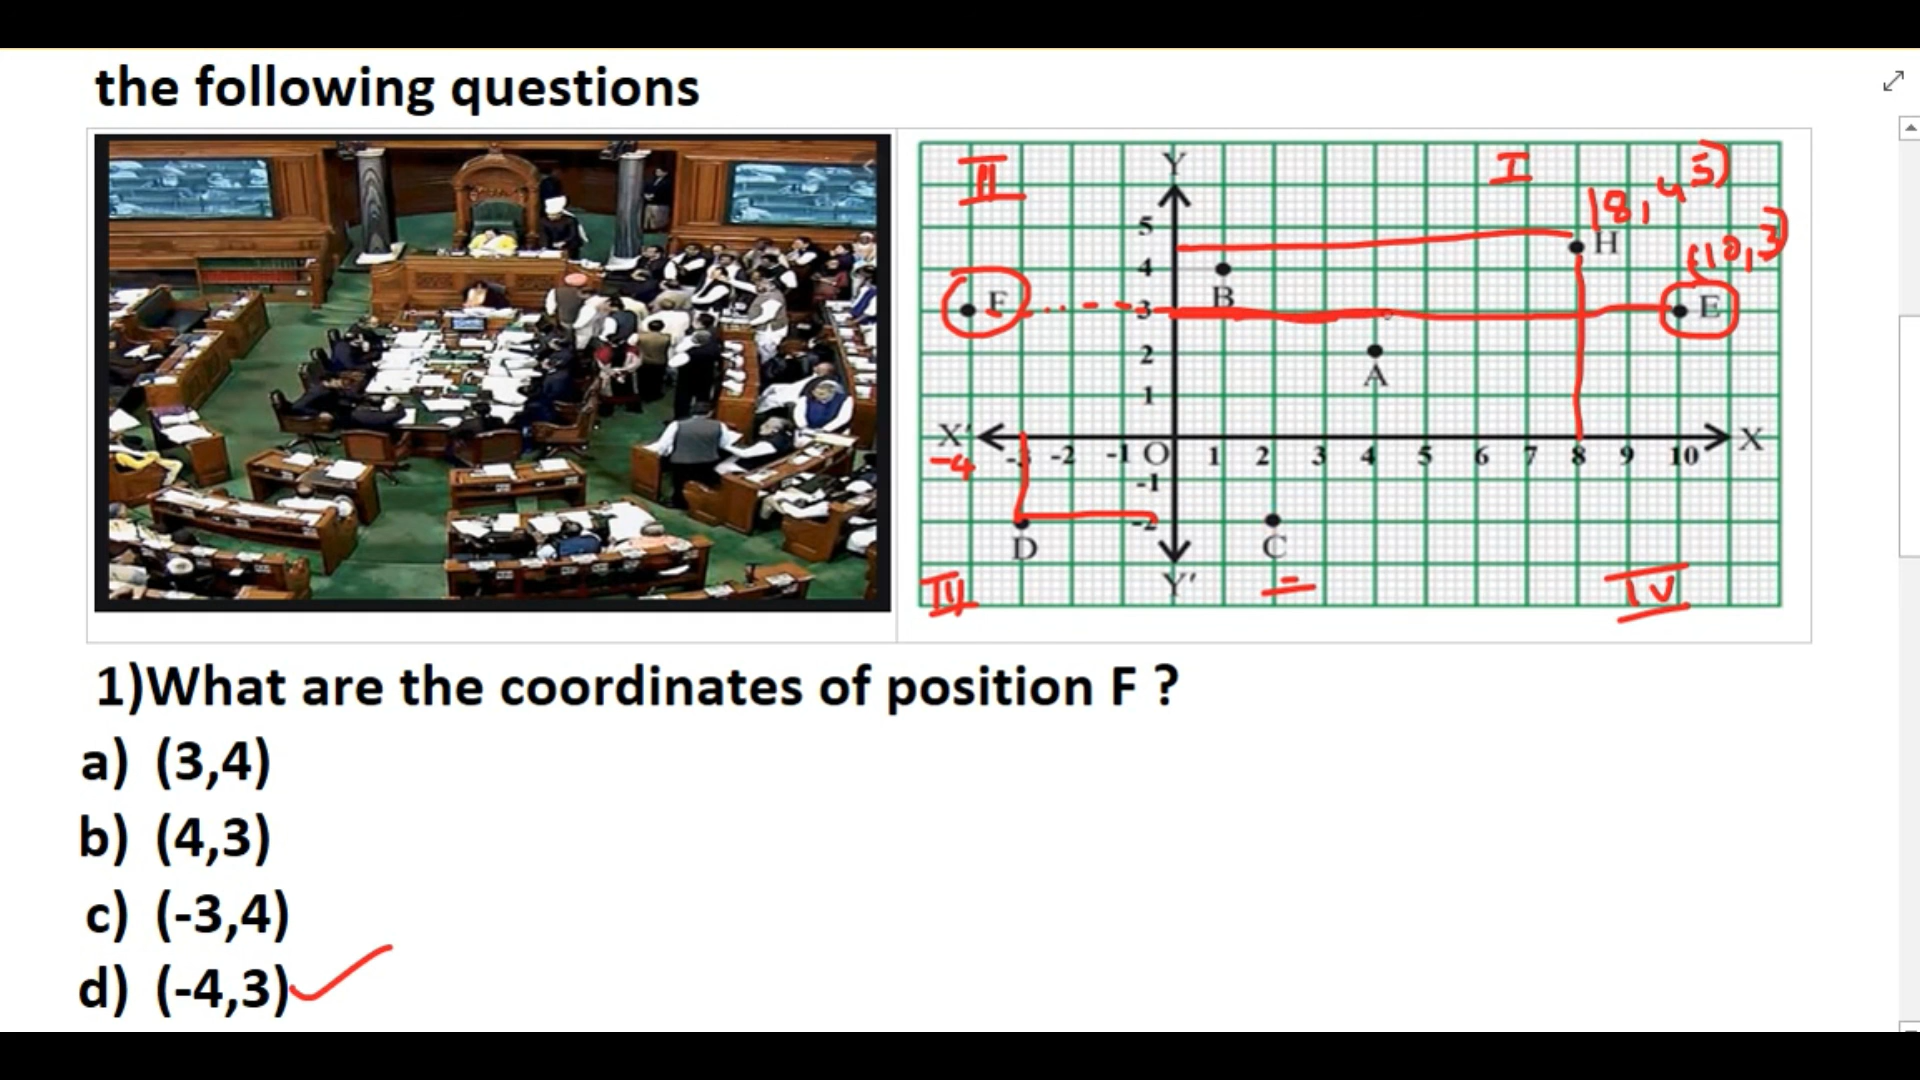 the following questions
II
I
Y
(8, 4.5)
5
H
(10, 3)
4
B
F
3
E
2
A
1
X' -3 -2 -1 O 1 2 3 4 5 6 7 8 9 10 X
-4
-1
-2
D
C
Y'
III
IV
1)What are the coordinates of position F ?
a) (3,4)
b) (4,3)
c) (-3,4)
d) (-4,3)